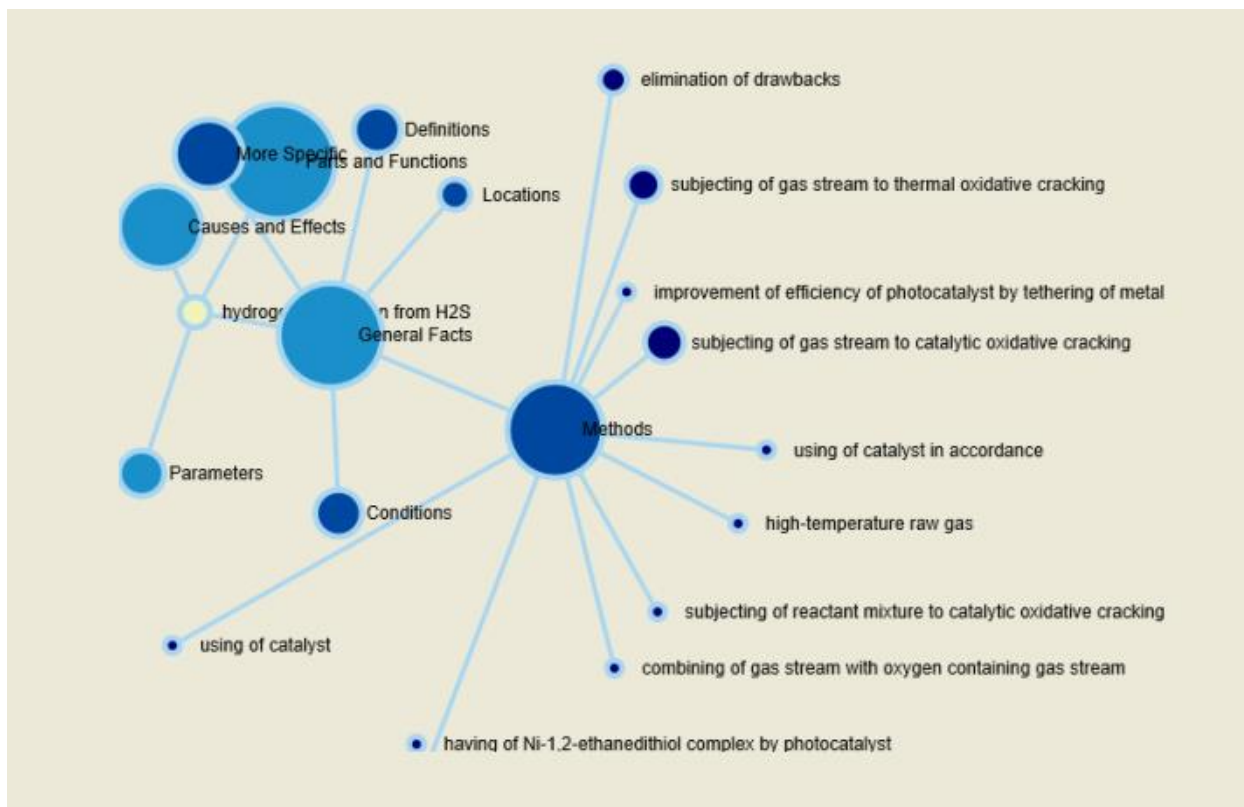 elimination of drawbacks
Definitions
More Specific
Parts and Functions
subjecting of gas stream to thermal oxidative cracking
Locations
Causes and Effects
improvement of efficiency of photocatalyst by tethering of metal
from H2S
General Facts
subjecting of gas stream to catalytic oxidative cracking
Methods
using of catalyst in accordance
Parameters
Conditions
high-temperature raw gas
subjecting of reactant mixture to catalytic oxidative cracking
using of catalyst
combining of gas stream with oxygen containing gas stream
having of Ni-1,2-ethanedithiol complex by photocatalyst